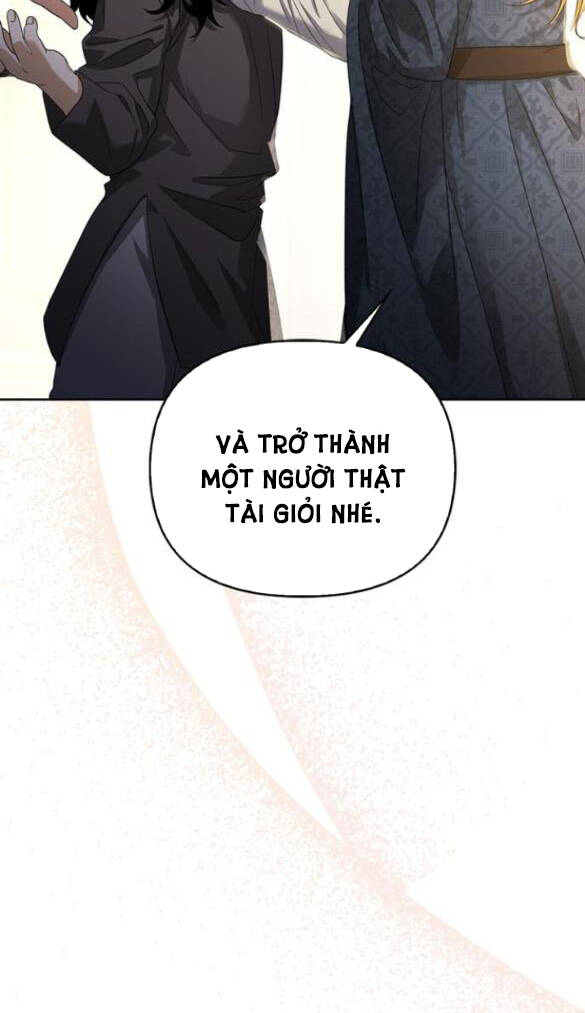 VÀ TRỞ THÀNH
MỘT NGƯỜI THẬT
TÀI GIỎI NHÉ.